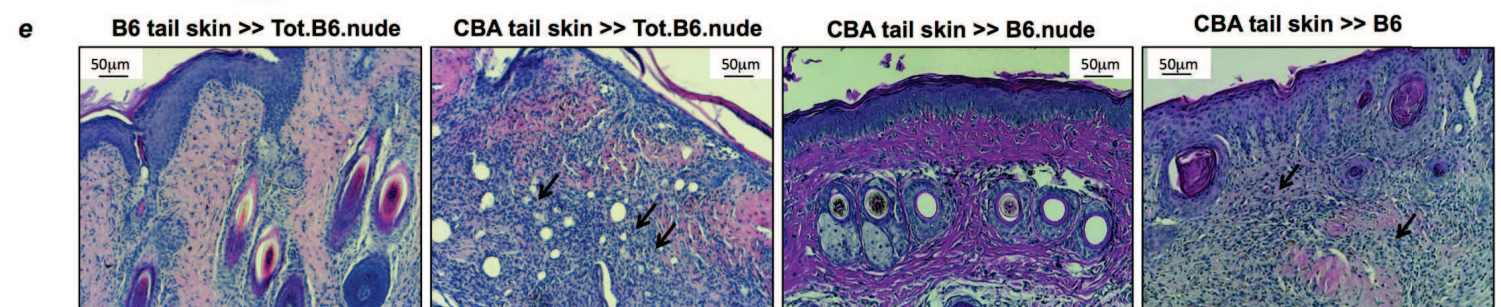 e
B6 tail skin >> Tot.B6.nude
CBA tail skin >> Tot.B6.nude
CBA tail skin >> B6.nude
CBA tail skin >> B6
50µm
50µm
50µm
50µm